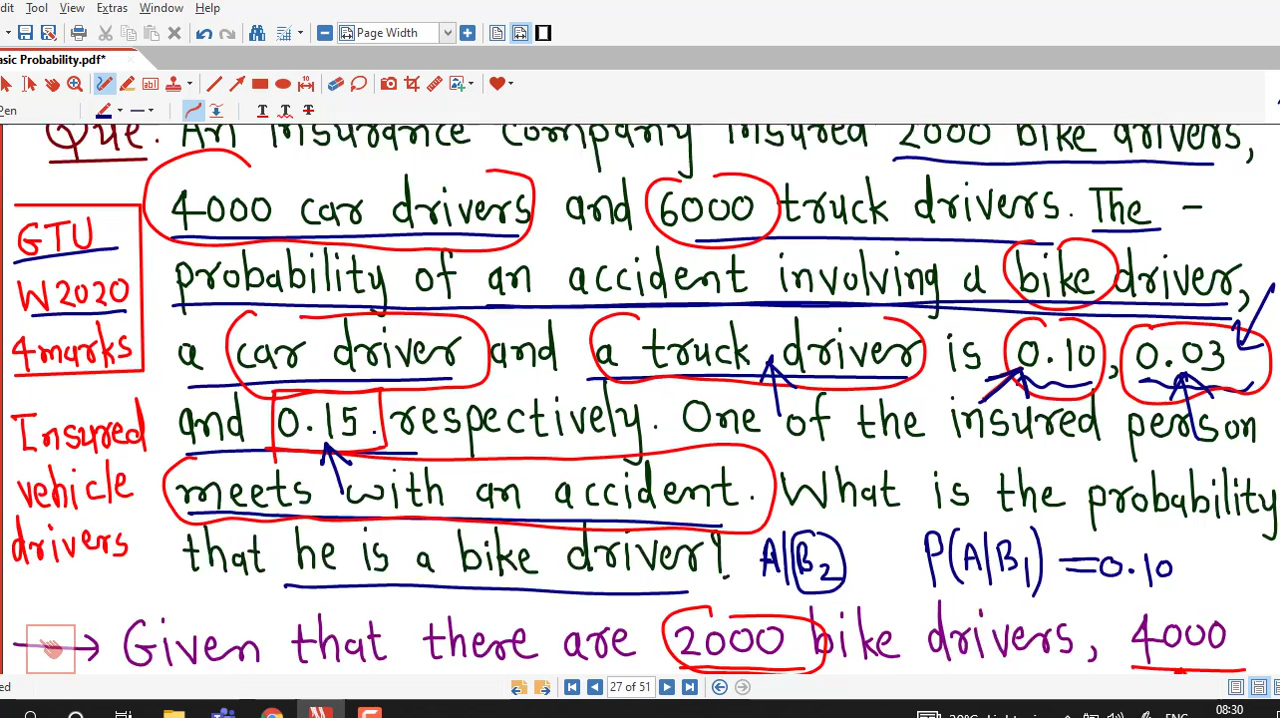 dit Tool View Extras Window Help
Page Width
asic Probability.pdf*
Pen
Que. An insurance company insured 2000 bike drivers,
4000 car drivers and 6000 truck drivers. The -
probability of an accident involving a bike driver,
a car driver and a truck driver is 0.10, 0.03
and 0.15. respectively. One of the insured person
meets with an accident. What is the probability
that he is a bike driver? A|B2 P(A|B1) = 0.10
→ Given that there are 2000 bike drivers, 4000
GTU
W2020
4marks
Insured
vehicle
drivers
27 of 51
ENG
08:30